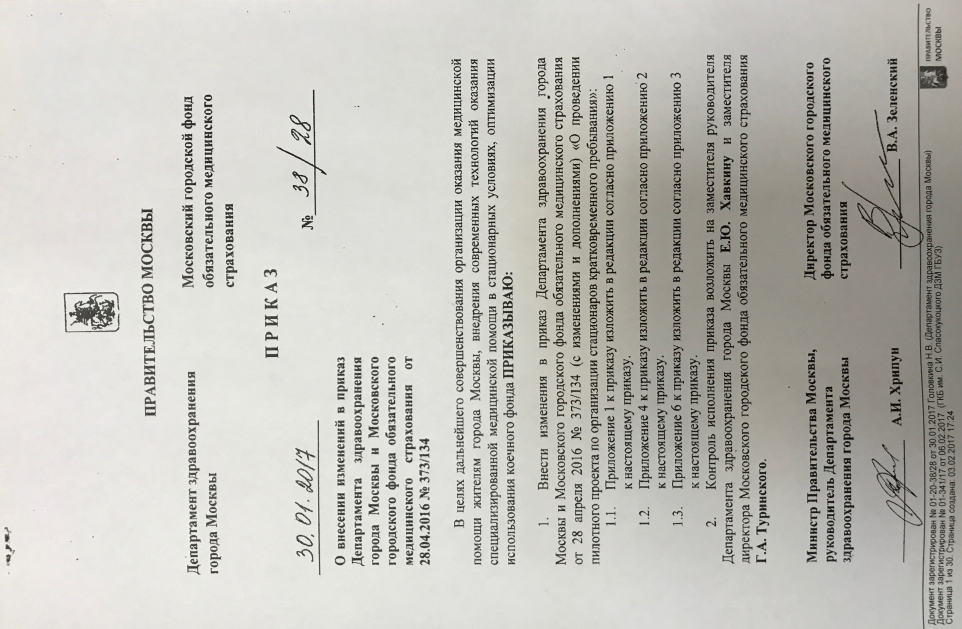 ПРАВИТЕЛЬСТВО МОСКВЫ
Департамент здравоохранения
города Москвы
Московский городской фонд
обязательного медицинского
страхования
П Р И К А З
30.01.2017
№ 38/28
О внесении изменений в приказ
Департамента здравоохранения
города Москвы и Московского
городского фонда обязательного
медицинского страхования от
28.04.2016 № 373/134
В целях дальнейшего совершенствования организации оказания медицинской
помощи жителям города Москвы, внедрения современных технологий оказания
специализированной медицинской помощи в стационарных условиях, оптимизации
использования коечного фонда ПРИКАЗЫВАЮ:
1. Внести изменения в приказ Департамента здравоохранения города
Москвы и Московского городского фонда обязательного медицинского страхования
от 28 апреля 2016 № 373/134 (с изменениями и дополнениями) «О проведении
пилотного проекта по организации стационаров кратковременного пребывания»:
1.1. Приложение 1 к приказу изложить в редакции согласно приложению 1
к настоящему приказу.
1.2. Приложение 4 к приказу изложить в редакции согласно приложению 2
к настоящему приказу.
1.3. Приложение 6 к приказу изложить в редакции согласно приложению 3
к настоящему приказу.
2. Контроль исполнения приказа возложить на заместителя руководителя
Департамента здравоохранения города Москвы Е.Ю. Хавкину и заместителя
директора Московского городского фонда обязательного медицинского страхования
Г.А. Туринского.
Министр Правительства Москвы,
руководитель Департамента
здравоохранения города Москвы
А.И. Хрипун
Директор Московского городского
фонда обязательного медицинского
страхования
В.А. Зеленский
Документ зарегистрирован № 01-20-38/28 от 30.01.2017 Головкина Н.В. (Департамент здравоохранения города Москвы)
Документ зарегистрирован № 01-341/17 от 06.02.2017 (ГКБ им. С.И. Спасокукоцкого ДЗМ ГБУЗ)
Страница 1 из 30. Страница создана: 03.02.2017 17:24
ПРАВИТЕЛЬСТВО
МОСКВЫ